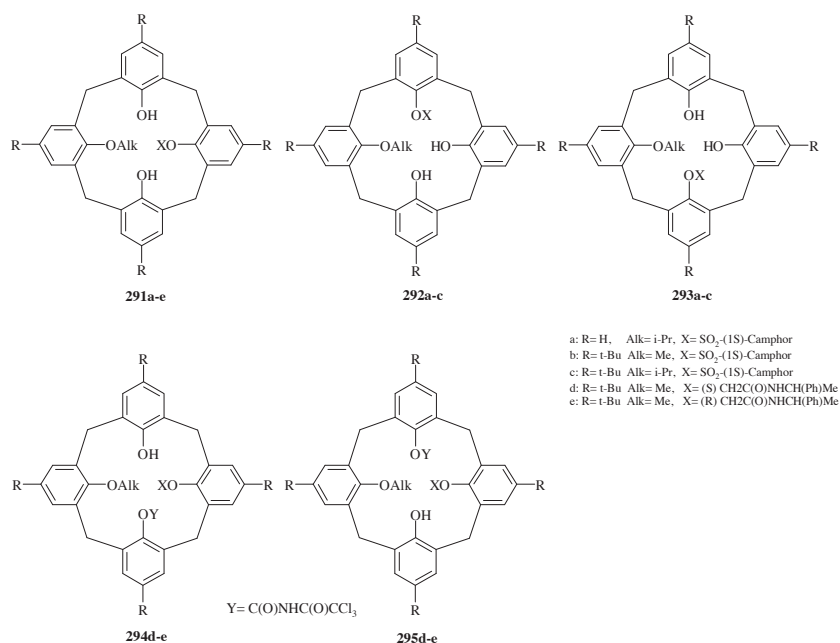 R R R
OH OX OH
R OAlk XO R R OAlk HO R R OAlk HO R
OH OH OX
R R R
291a-e 292a-c 293a-c
a: R= H, Alk= i-Pr, X= SO2-(1S)-Camphor
b: R= t-Bu Alk= Me, X= SO2-(1S)-Camphor
c: R= t-Bu Alk= i-Pr, X= SO2-(1S)-Camphor
d: R= t-Bu Alk= Me, X= (S) CH2C(O)NHCH(Ph)Me
e: R= t-Bu Alk= Me, X= (R) CH2C(O)NHCH(Ph)Me
R R
OH OY
R OAlk XO R R OAlk XO R
OY OH
R R
Y= C(O)NHC(O)CCl3
294d-e 295d-e